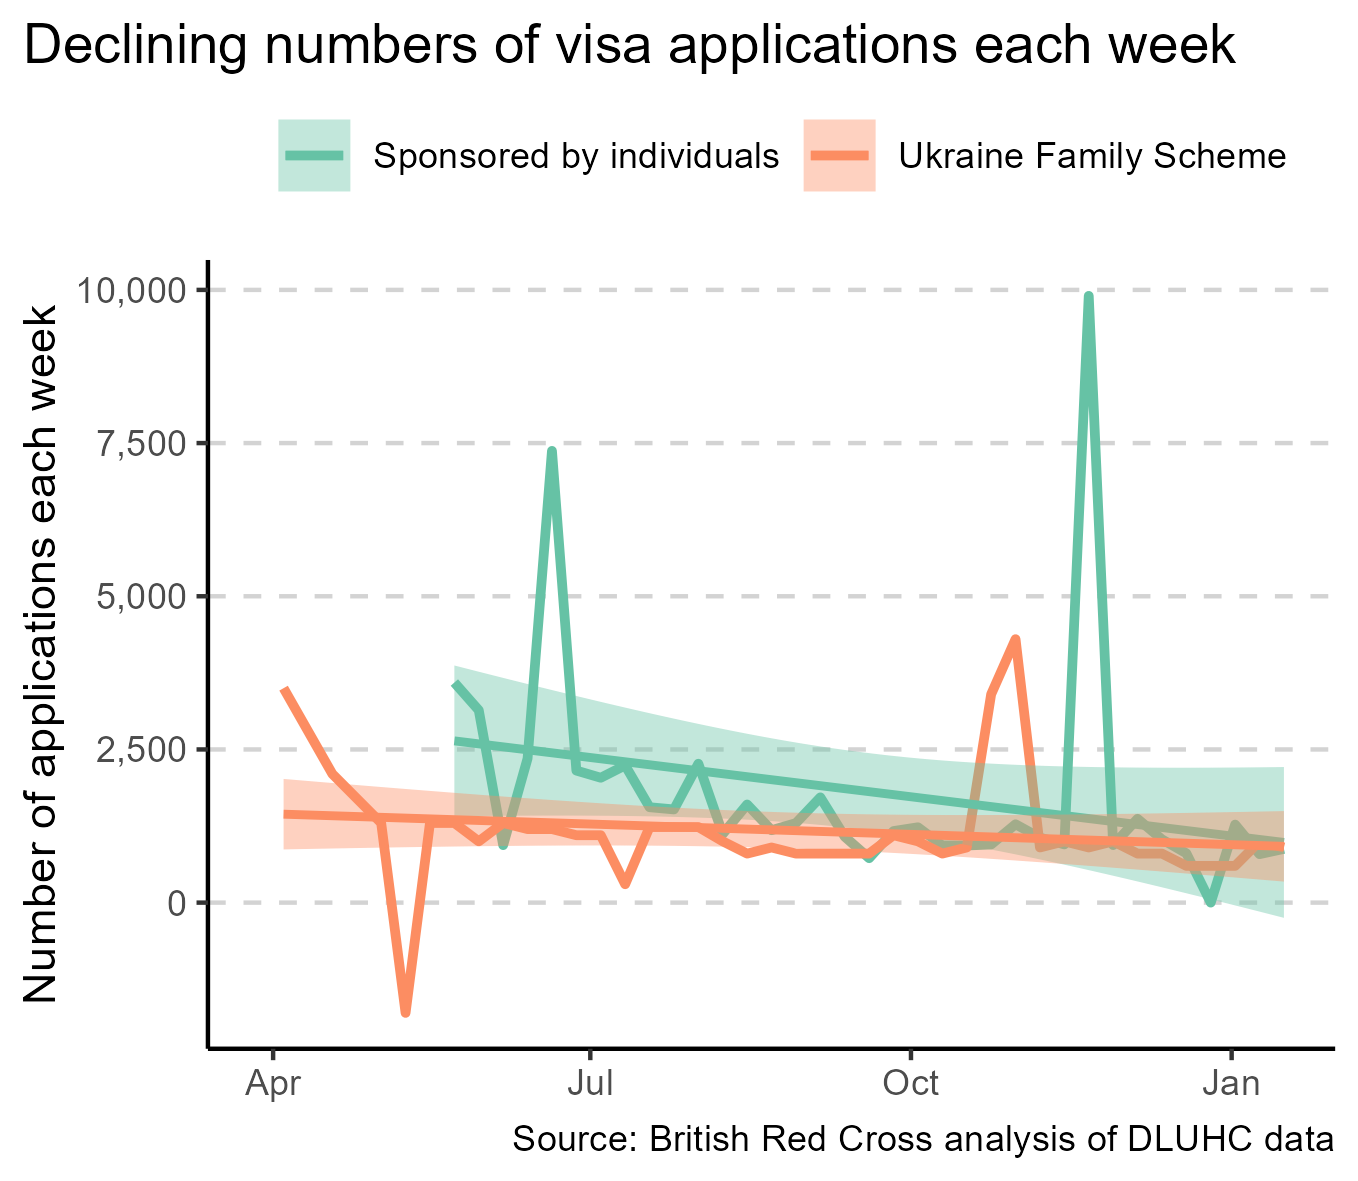 Declining numbers of visa applications each week
Sponsored by individuals
Ukraine Family Scheme
Number of applications each week
10,000
7,500
5,000
2,500
0
Apr
Jul
Oct
Jan
Source: British Red Cross analysis of DLUHC data